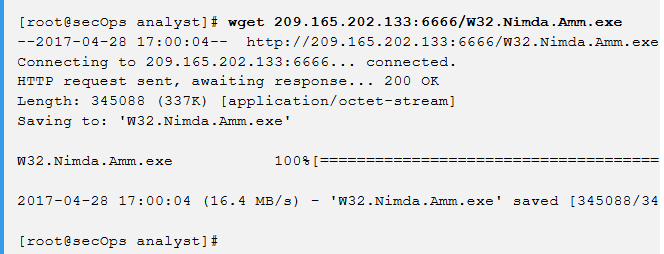 [root@secOps analyst]# wget 209.165.202.133:6666/W32.Nimda.Amm.exe
--2017-04-28 17:00:04-- http://209.165.202.133:6666/W32.Nimda.Amm.exe
Connecting to 209.165.202.133:6666... connected.
HTTP request sent, awaiting response... 200 OK
Length: 345088 (337K) [application/octet-stream]
Saving to: 'W32.Nimda.Amm.exe'
W32.Nimda.Amm.exe 100%[=====================================
2017-04-28 17:00:04 (16.4 MB/s) - 'W32.Nimda.Amm.exe' saved [345088/34
[root@secOps analyst]#